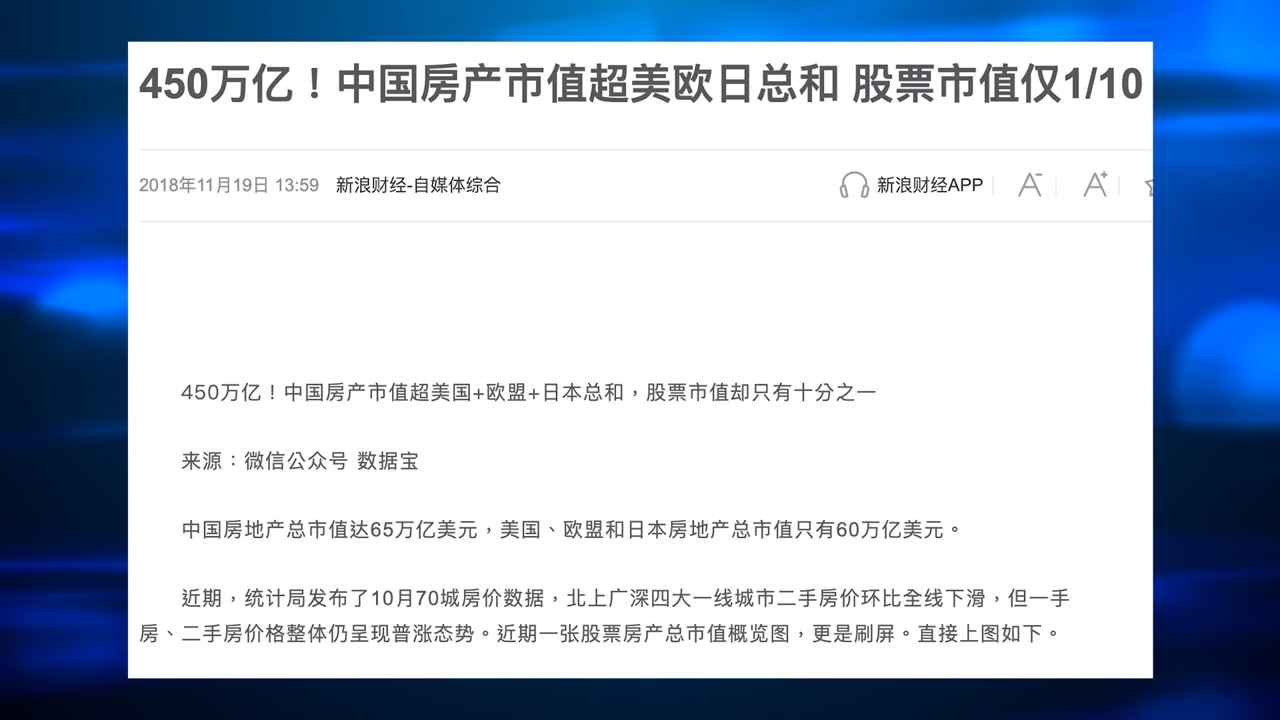 450万亿！中国房产市值超美欧日总和 股票市值仅1/10
2018年11月19日 13:59 新浪财经-自媒体综合
新浪财经APP A- A+
450万亿！中国房产市值超美国+欧盟+日本总和，股票市值却只有十分之一
来源：微信公众号 数据宝
中国房地产总市值达65万亿美元，美国、欧盟和日本房地产总市值只有60万亿美元。
近期，统计局发布了10月70城房价数据，北上广深四大一线城市二手房价环比全线下滑，但一手
房、二手房价格整体仍呈现普涨态势。近期一张股票房产总市值概览图，更是刷屏。直接上图如下。